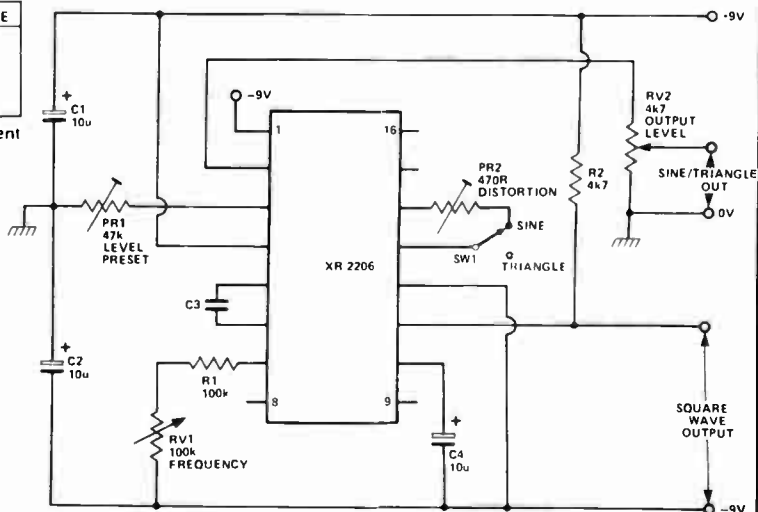 E
ent
-9V
C1
10u
-9V
1
16
PR1
47k
LEVEL
PRESET
XR 2206
PR2
470R
DISTORTION
SINE
SW1
TRIANGLE
R2
4k7
RV2
4k7
OUTPUT
LEVEL
SINE/TRIANGLE
OUT
0V
C3
C2
10u
R1
100k
8
9
RV1
100k
FREQUENCY
C4
10u
SQUARE
WAVE
OUTPUT
-9V